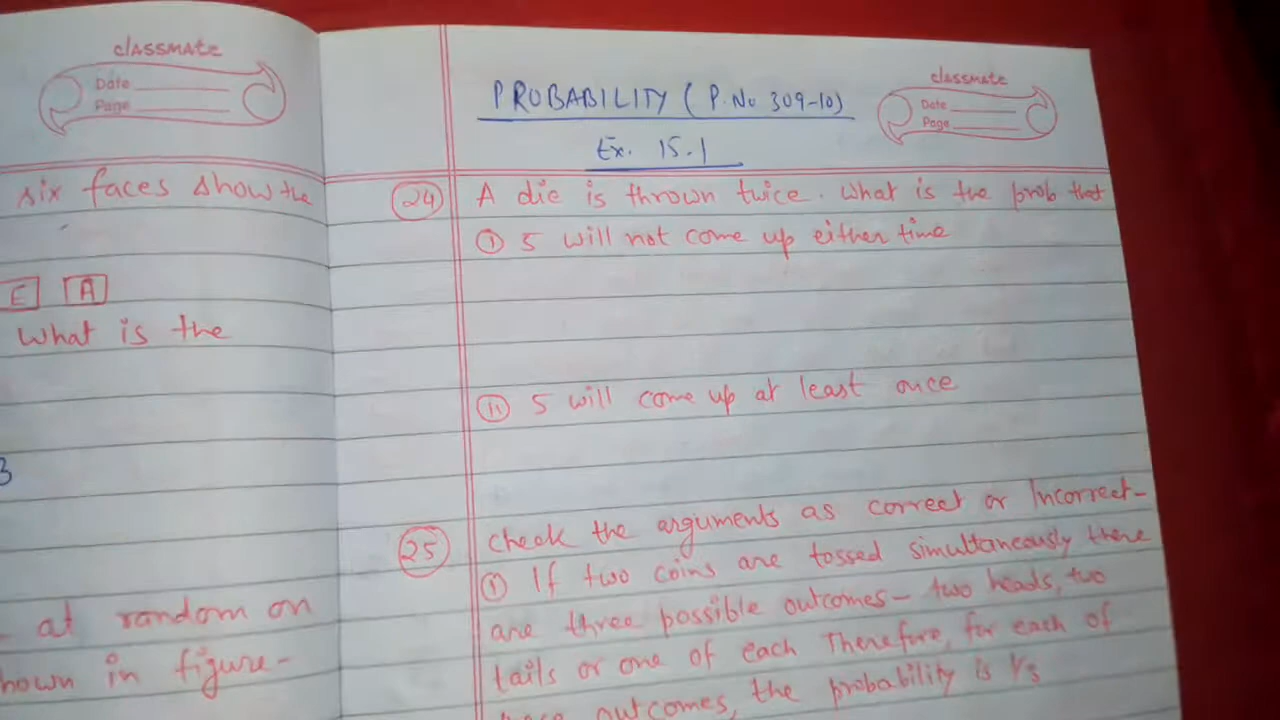 classmate
Date
Page
six faces show the
E A
What is the
3
at random on
hown in figure-
classmate
Date
Page
PROBABILITY (P.No 309-10)
Ex. 15.1
24 A die is thrown twice. What is the prob that
(i) 5 will not come up either time
(ii) 5 will come up at least once
25 check the arguments as correct or Incorrect-
(i) If two coins are tossed simultaneously there
are three possible outcomes- two heads, two
tails or one of each Therefore, for each of
outcomes, the probability is 1/3